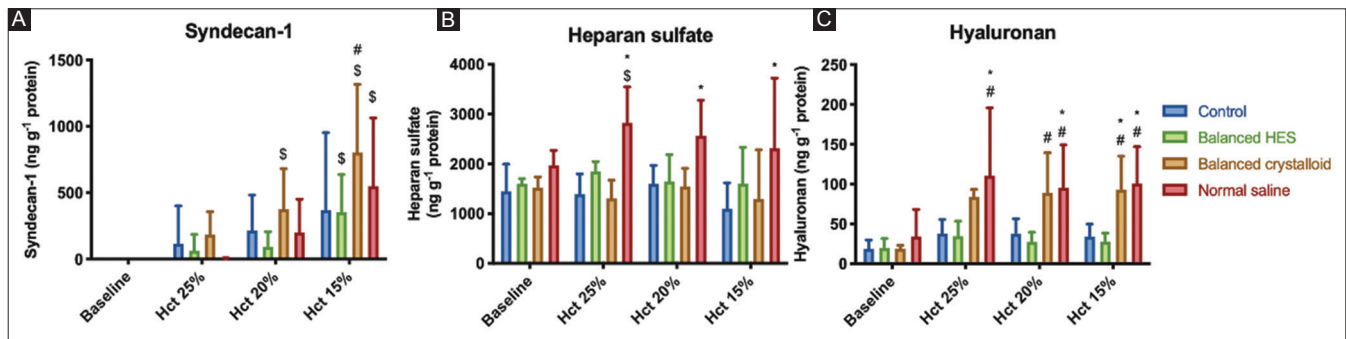 A
Syndecan-1
Syndecan-1 (ng g-1 protein)
1500
1000
500
0
$
#
$
$
$
Baseline
Hct 25%
Hct 20%
Hct 15%
B
Heparan sulfate
Heparan sulfate
(ng g-1 protein)
4000
3000
2000
1000
0
*
$
*
*
Baseline
Hct 25%
Hct 20%
Hct 15%
C
Hyaluronan
Hyaluronan (ng g-1 protein)
250
200
150
100
50
0
*
#
#
*
#
*
#
*
#
Baseline
Hct 25%
Hct 20%
Hct 15%
Control
Balanced HES
Balanced crystalloid
Normal saline